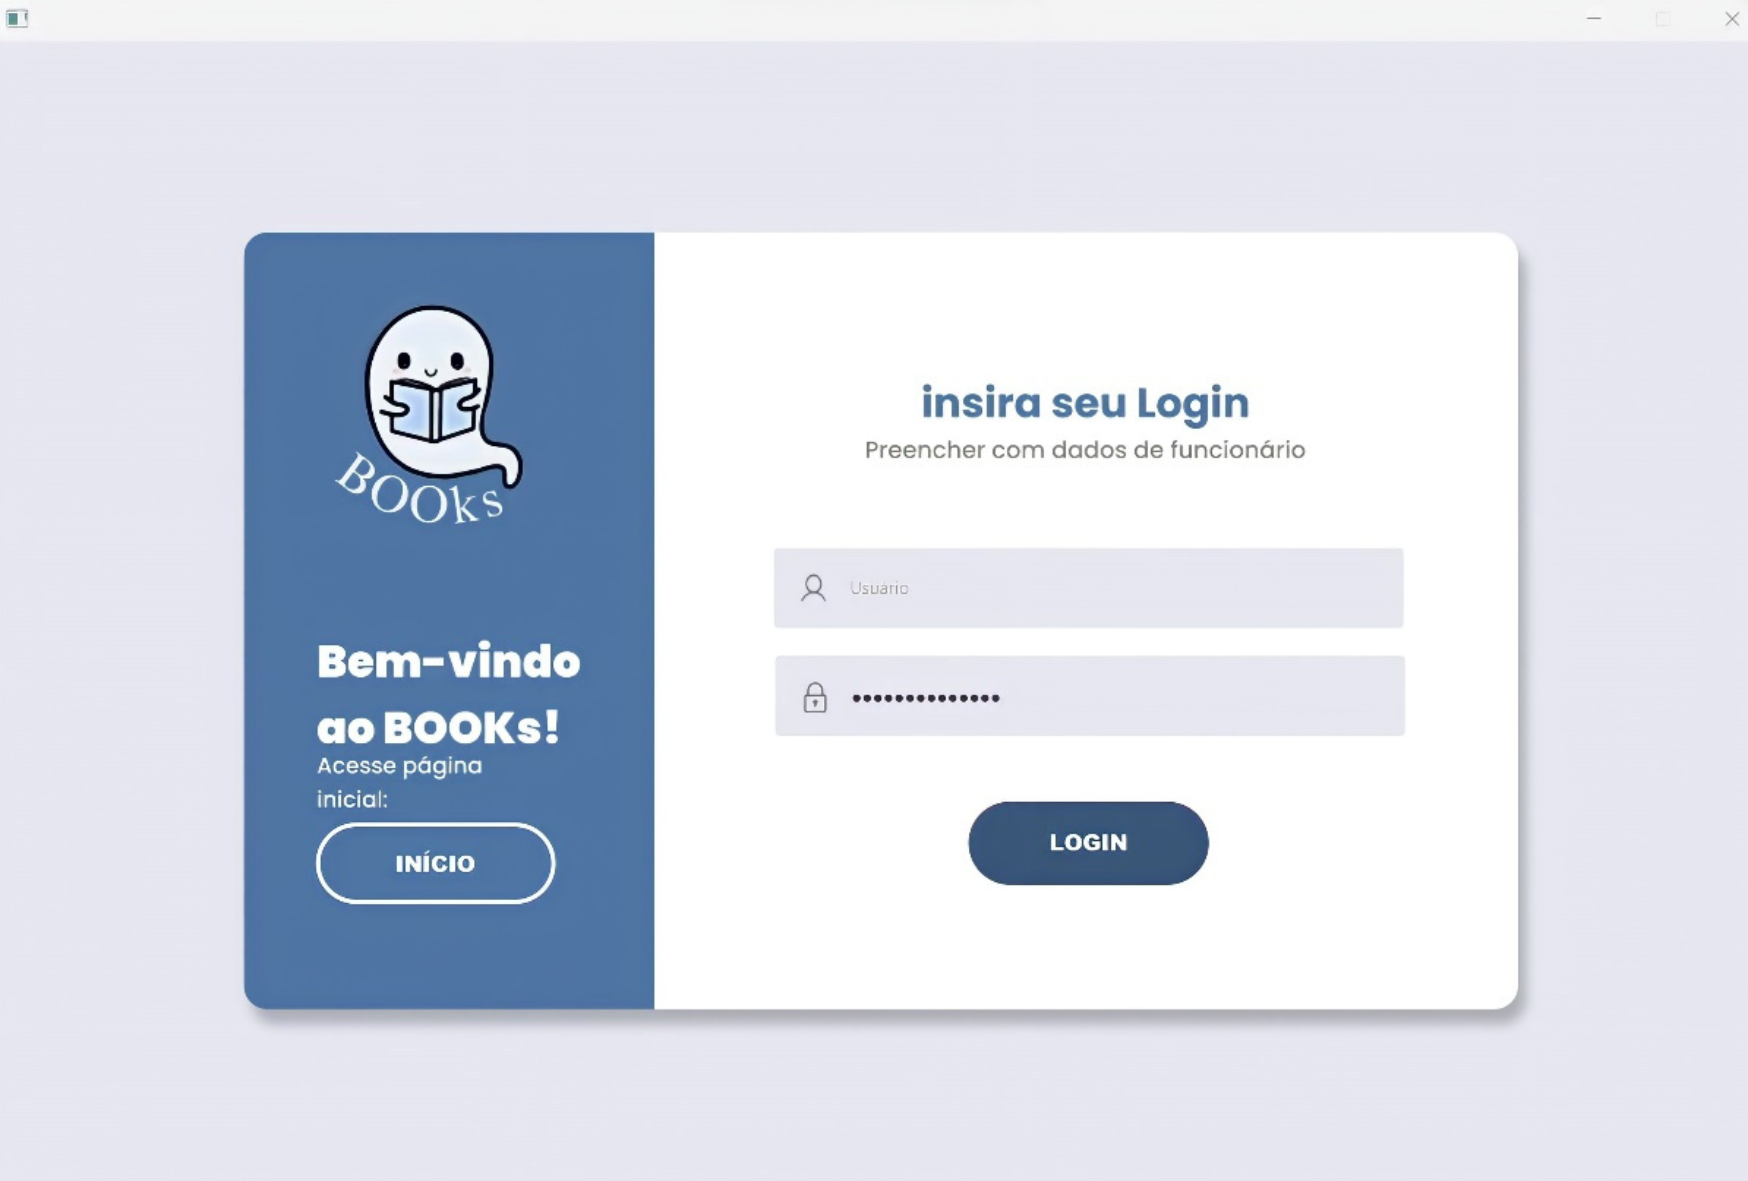 BOOks
Bem-vindo
ao BOOKs!
Acesse página
inicial:
INÍCIO
insira seu Login
Preencher com dados de funcionário
Usuário
••••••••••••••
LOGIN